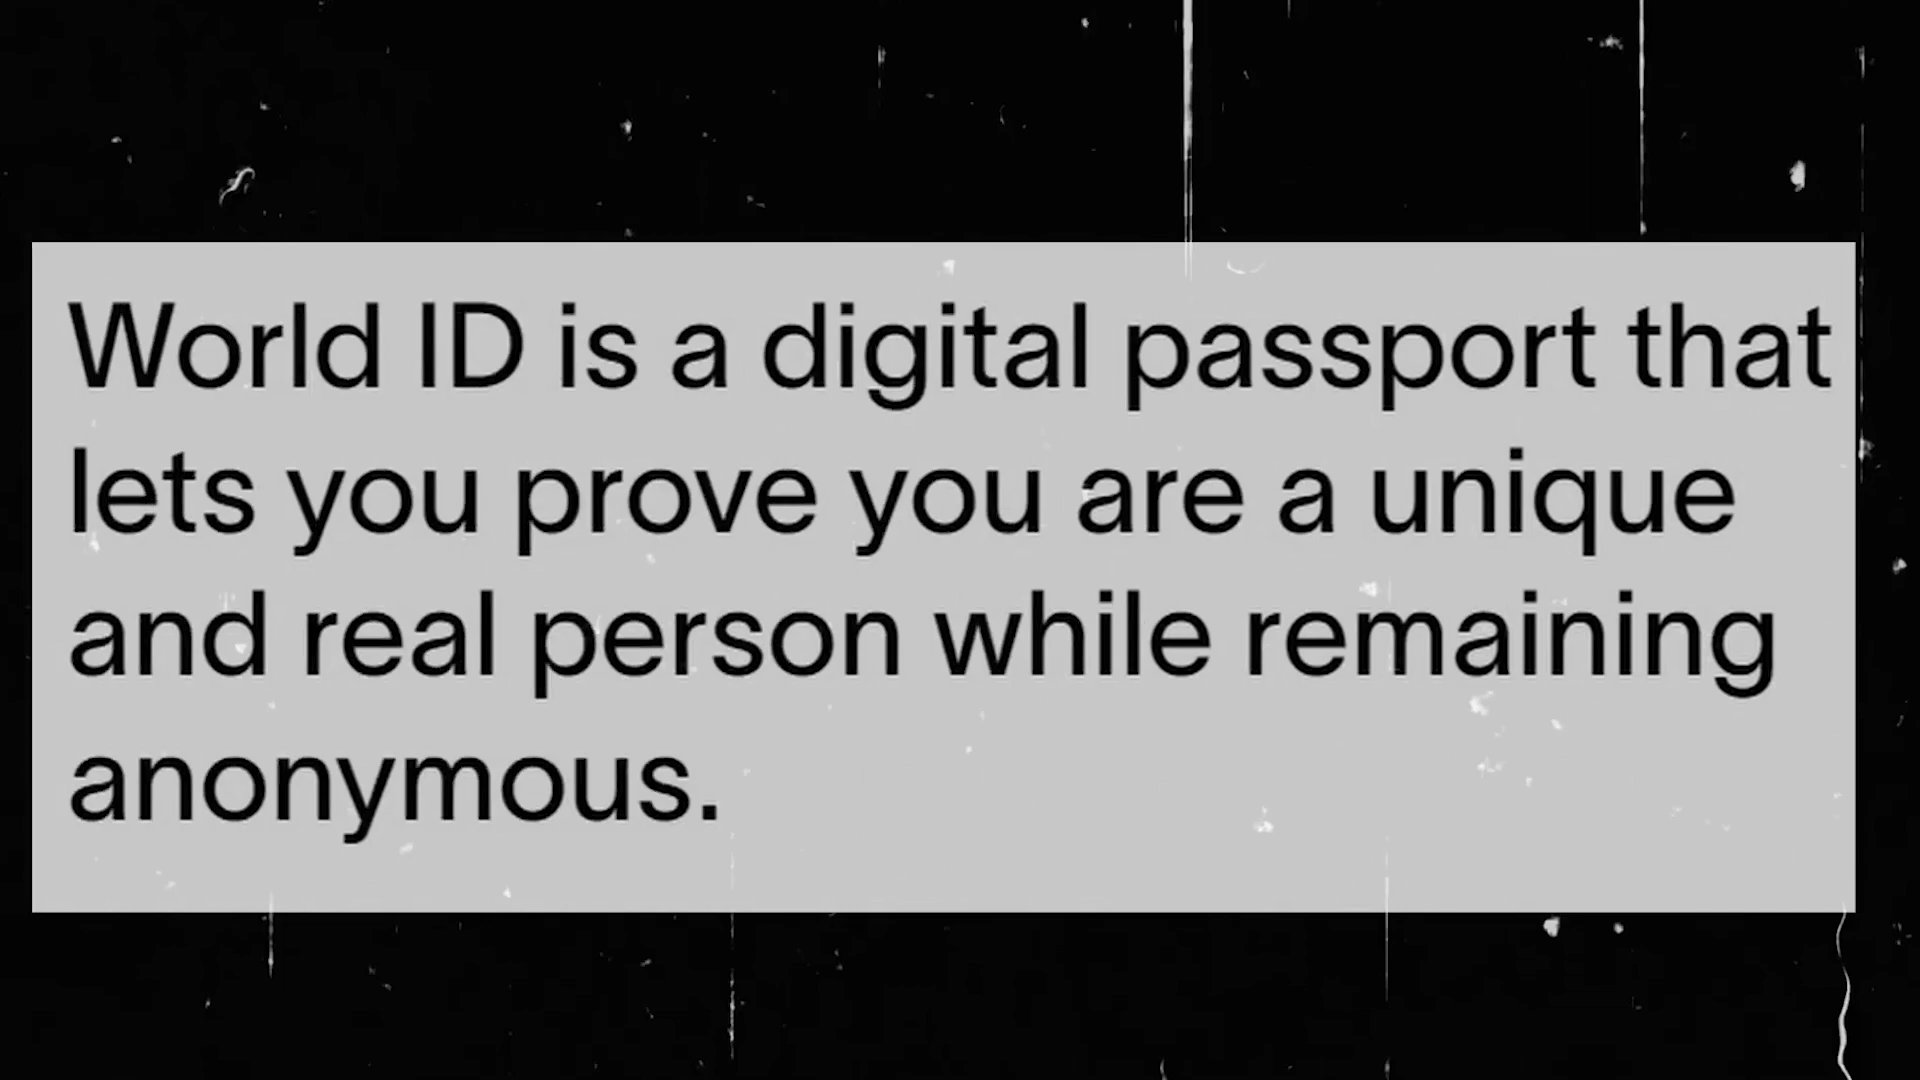 World ID is a digital passport that
lets you prove you are a unique
and real person while remaining
anonymous.